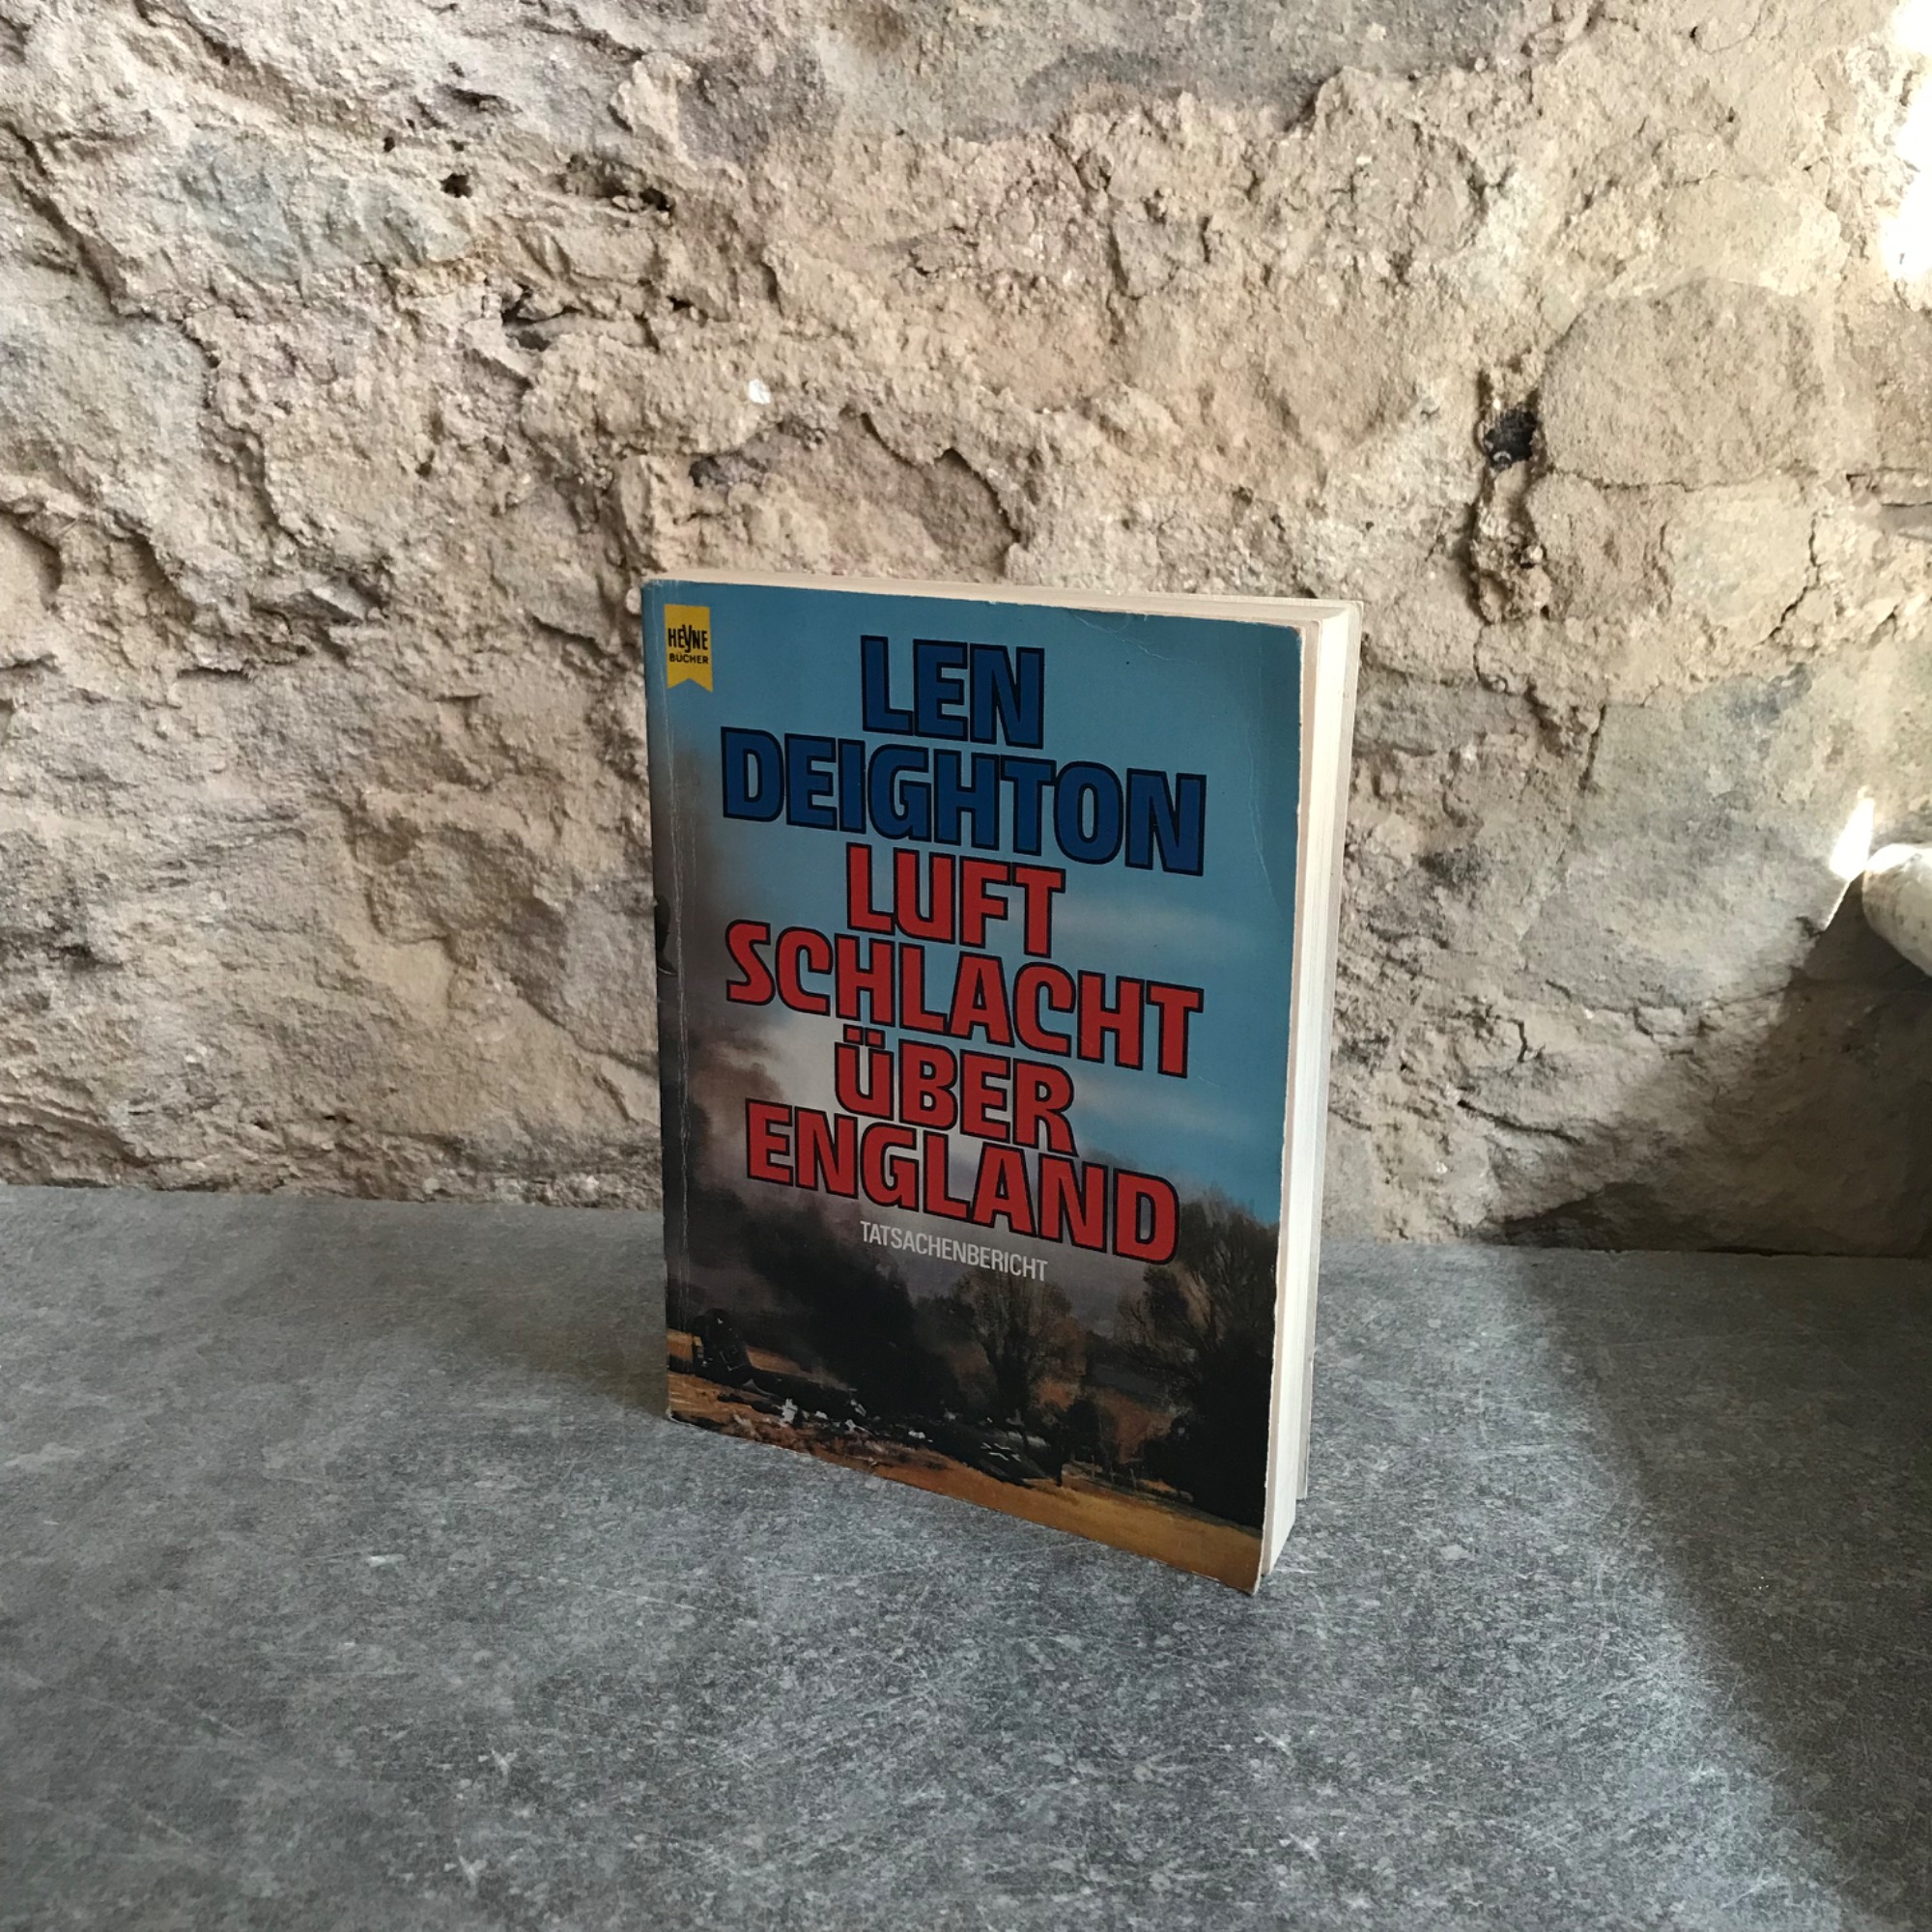 HEYNE
BÜCHER
LEN
DEIGHTON
LUFT
SCHLACHT
ÜBER
ENGLAND
TATSACHENBERICHT